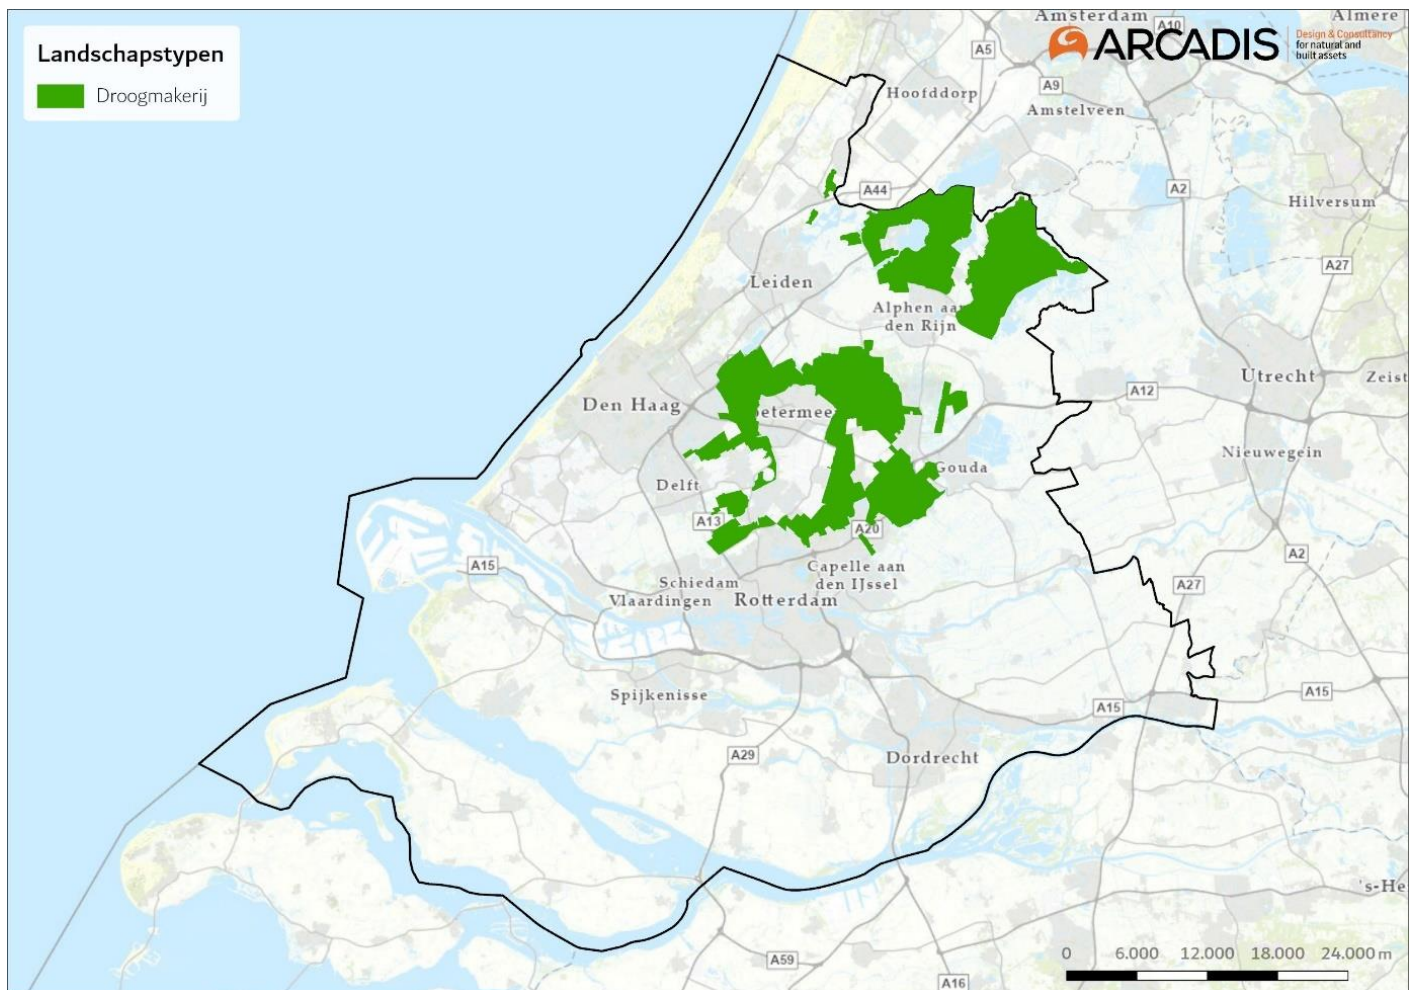 Landschapstypen
Droogmakerij
Amsterdam
A10
Almere
ARCADIS
Design & Consultancy
for natural and
built assets
A5
A9
Hoofddorp
Amstelveen
A44
A2
Hilversum
A27
Leiden
Alphen aa
den Rijn
Utrecht
Zeist
A12
Den Haag
oetermee
Nieuwegein
Gouda
Delft
A13
A20
A2
A15
Capelle aan
den IJssel
Schiedam
Vlaardingen
Rotterdam
A27
Spijkenisse
A15
A15
A29
Dordrecht
's-He
A59
A16
0 6.000 12.000 18.000 24.000 m